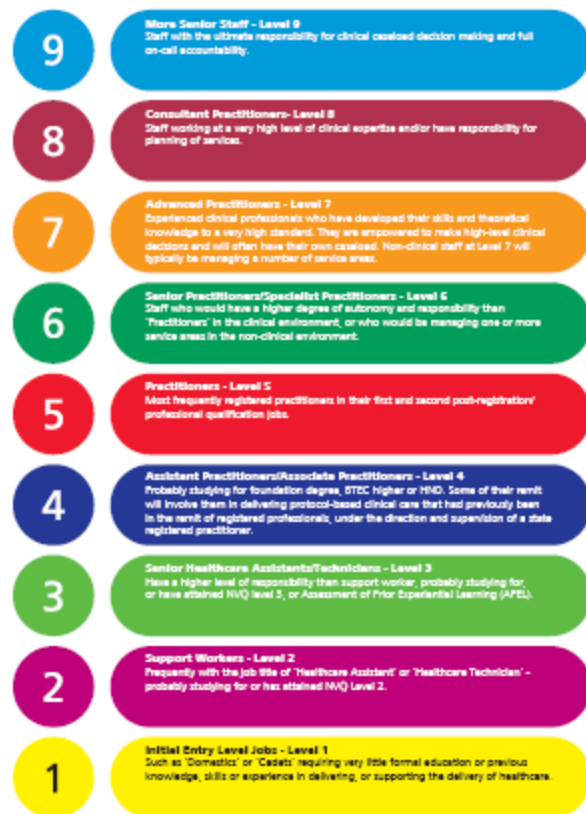 9
More Senior Staff - Level 9
Staff with the ultimate responsibility for clinical caseload decision making and full
on-call accountability.
8
Consultant Practitioners- Level 8
Staff working at a very high level of clinical expertise and/or have responsibility for
planning of services.
7
Advanced Practitioners - Level 7
Experienced clinical professionals who have developed their skills and theoretical
knowledge to a very high standard. They are empowered to make high-level clinical
decisions and will often have their own caseload. Non-clinical staff at Level 7 will
typically be managing a number of service areas.
6
Senior Practitioners/Specialist Practitioners - Level 6
Staff who would have a higher degree of autonomy and responsibility than
'Practitioners' in the clinical environment, or who would be managing one or more
service areas in the non-clinical environment.
5
Practitioners - Level 5
Most frequently registered practitioners in their first and second post-registration/
professional qualification jobs.
4
Assistant Practitioners/Associate Practitioners - Level 4
Probably studying for foundation degree, BTEC higher or HND. Some of their remit
will involve them in delivering protocol-based clinical care that had previously been
in the remit of registered professionals, under the direction and supervision of a state
registered practitioner.
3
Senior Healthcare Assistants/Technicians - Level 3
Have a higher level of responsibility than support worker, probably studying for,
or have attained NVQ level 3, or Assessment of Prior Experiential Learning (APEL).
2
Support Workers - Level 2
Frequently with the job title of 'Healthcare Assistant' or 'Healthcare Technician' –
probably studying for or has attained NVQ Level 2.
1
Initial Entry Level Jobs - Level 1
Such as 'Domestics' or 'Cadets' requiring very little formal education or previous
knowledge, skills or experience in delivering, or supporting the delivery of healthcare.